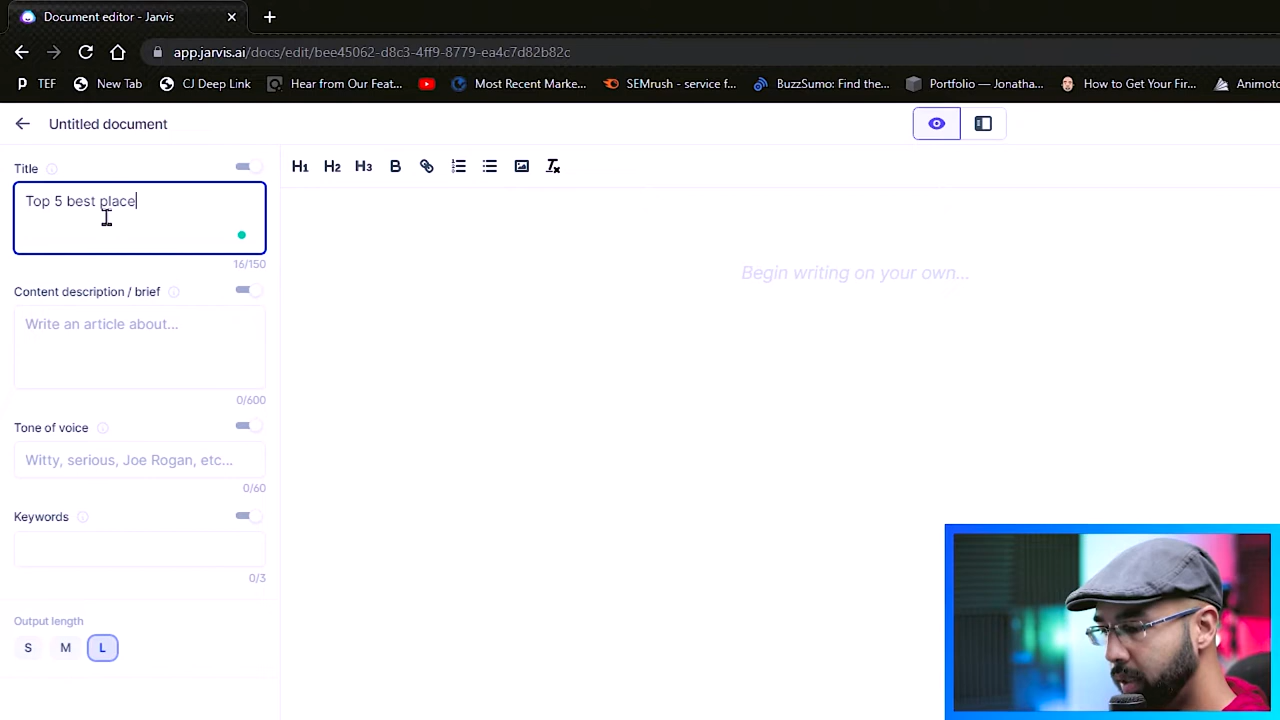 Document editor - Jarvis
app.jarvis.ai/docs/edit/bee45062-d8c3-4ff9-8779-ea4c7d82b82c
P TEF New Tab CJ Deep Link Hear from Our Feat... Most Recent Marke... SEMrush - service f... BuzzSumo: Find the... Portfolio — Jonatha... How to Get Your Fir... Animoto
Untitled document
Title
H1 H2 H3 B
Top 5 best place
16/150
Begin writing on your own...
Content description / brief
Write an article about...
0/600
Tone of voice
Witty, serious, Joe Rogan, etc...
0/60
Keywords
0/3
Output length
S M L